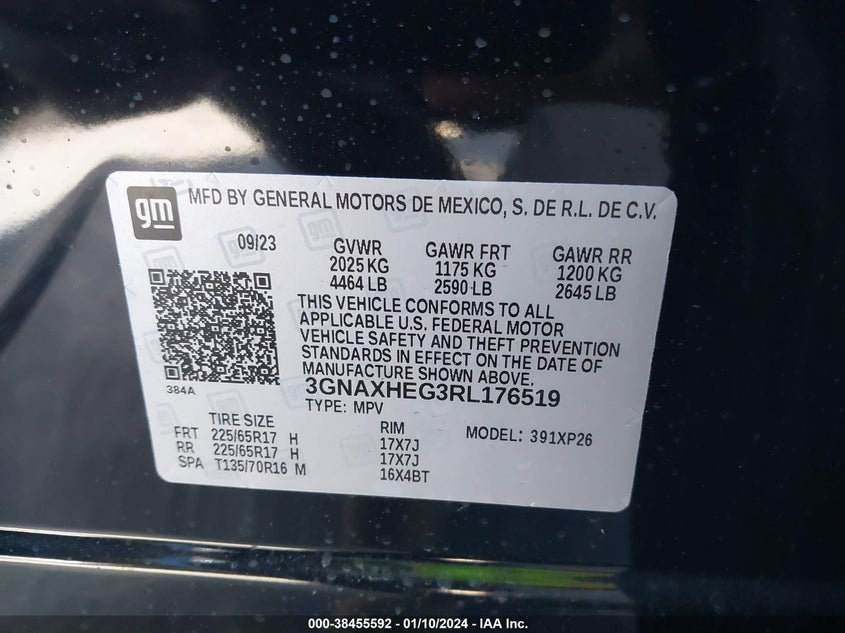 gm
MFD BY GENERAL MOTORS DE MEXICO, S. DE R.L. DE C.V.
09/23 GVWR GAWR FRT GAWR RR
2025 KG 1175 KG 1200 KG
4464 LB 2590 LB 2645 LB
THIS VEHICLE CONFORMS TO ALL
APPLICABLE U.S. FEDERAL MOTOR
VEHICLE SAFETY AND THEFT PREVENTION
STANDARDS IN EFFECT ON THE DATE OF
MANUFACTURE SHOWN ABOVE.
384A
3GNAXHEG3RL176519
TYPE: MPV
TIRE SIZE RIM MODEL: 391XP26
FRT 225/65R17 H 17X7J
RR 225/65R17 H 17X7J
SPA T135/70R16 M 16X4BT
000-38455592 - 01/10/2024 - IAA Inc.